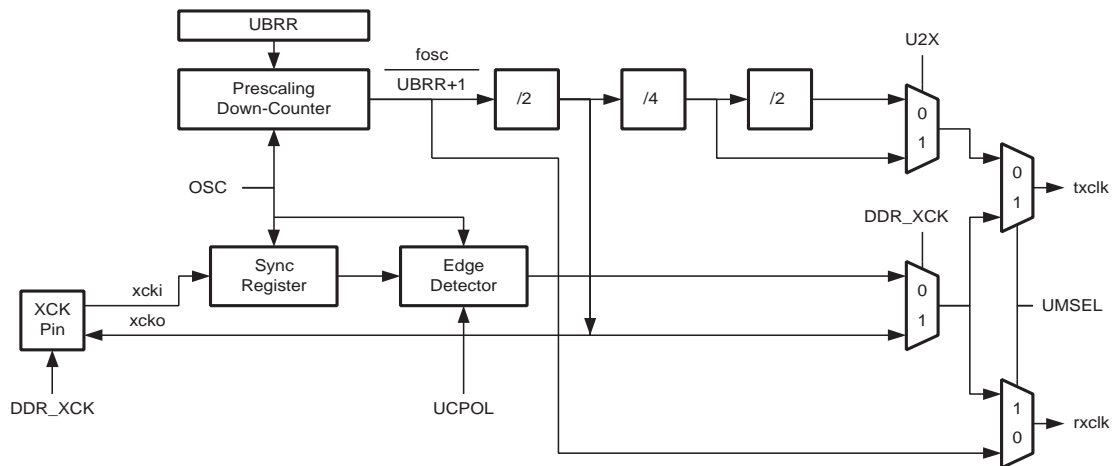 UBRR
fosc
U2X
Prescaling
Down-Counter
UBRR+1
/2
/4
/2
0
1
OSC
0
1
txclk
DDR_XCK
Sync
Register
Edge
Detector
0
1
UMSEL
xcki
XCK
Pin
xcko
DDR_XCK
UCPOL
1
0
rxclk